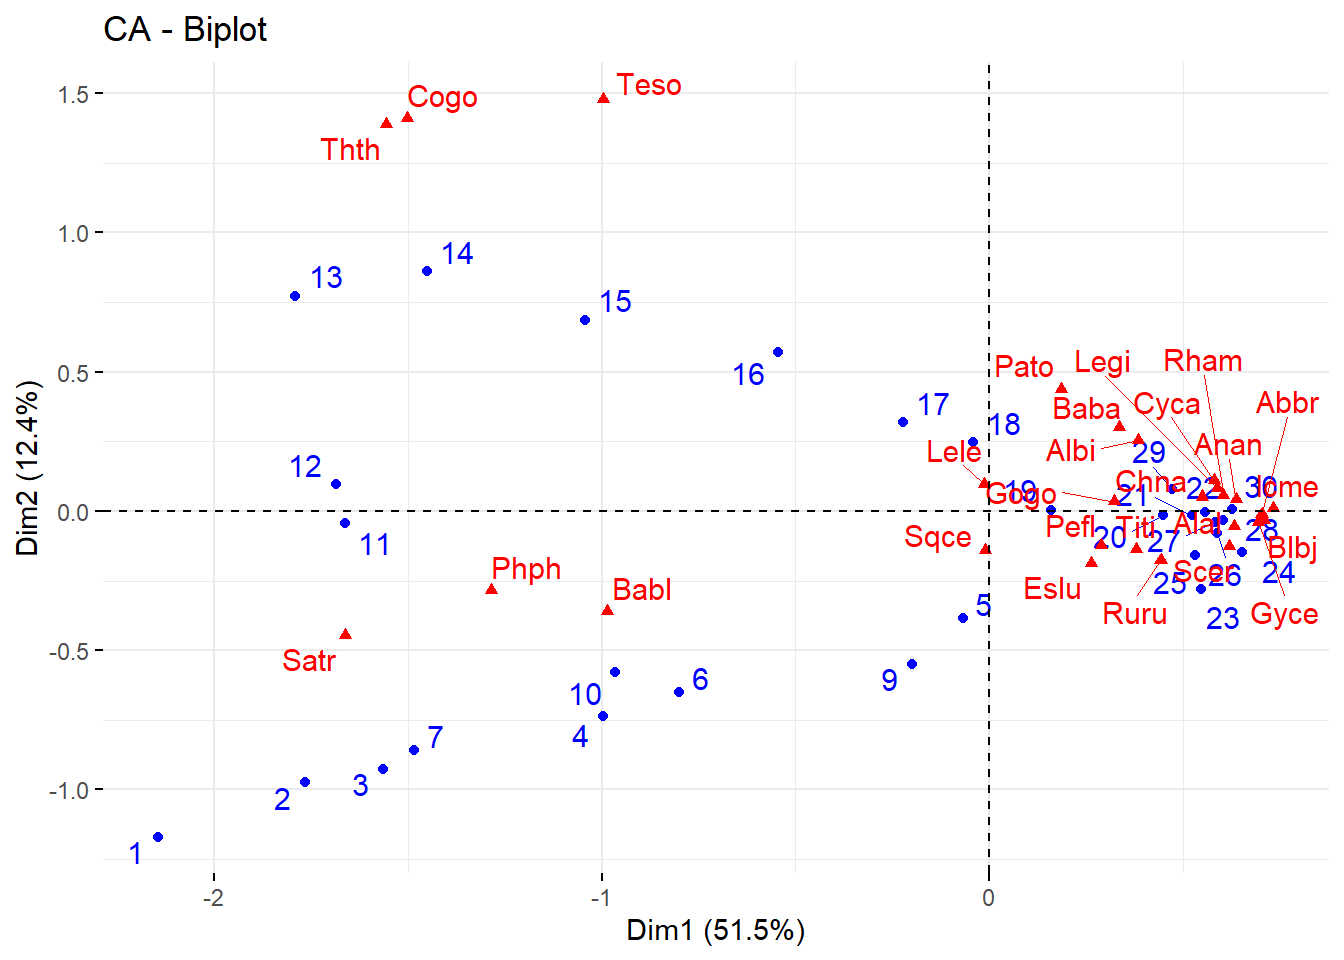 CA - Biplot
Teso
Cogo
1.5
Thth
14
1.0
13
15
Pato
Legi
Rham
16
0.5
17
Baba
Cyca
Abbr
18
Anan
Lele
Albi
29
12
Chna
22
30
Iome
19
Gogo
21
0.0
Pefl
Titi
Alal
28
11
Sqce
20
27
Blbj
Phph
Scer
26
24
Babl
Eslu
25
5
Ruru
23
Gyce
-0.5
Satr
6
9
10
4
7
-1.0
3
2
1
-2
-1
0
Dim1 (51.5%)
Dim2 (12.4%)